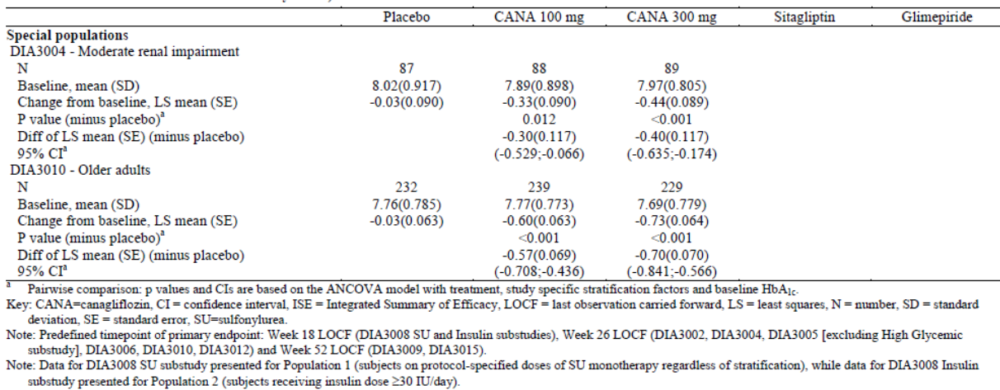 Placebo CANA 100 mg CANA 300 mg Sitagliptin Glimepiride
Special populations
DIA3004 - Moderate renal impairment
N 87 88 89
Baseline, mean (SD) 8.02(0.917) 7.89(0.898) 7.97(0.805)
Change from baseline, LS mean (SE) -0.03(0.090) -0.33(0.090) -0.44(0.089)
P value (minus placebo)a 0.012 <0.001
Diff of LS mean (SE) (minus placebo) -0.30(0.117) -0.40(0.117)
95% CIa (-0.529;-0.066) (-0.635;-0.174)
DIA3010 - Older adults
N 232 239 229
Baseline, mean (SD) 7.76(0.785) 7.77(0.773) 7.69(0.779)
Change from baseline, LS mean (SE) -0.03(0.063) -0.60(0.063) -0.73(0.064)
P value (minus placebo)a <0.001 <0.001
Diff of LS mean (SE) (minus placebo) -0.57(0.069) -0.70(0.070)
95% CIa (-0.708;-0.436) (-0.841;-0.566)
a Pairwise comparison: p values and CIs are based on the ANCOVA model with treatment, study specific stratification factors and baseline HbA1c.
Key: CANA=canagliflozin, CI = confidence interval, ISE = Integrated Summary of Efficacy, LOCF = last observation carried forward, LS = least squares, N = number, SD = standard
deviation, SE = standard error, SU=sulfonylurea.
Note: Predefined timepoint of primary endpoint: Week 18 LOCF (DIA3008 SU and Insulin substudies), Week 26 LOCF (DIA3002, DIA3004, DIA3005 [excluding High Glycemic
substudy], DIA3006, DIA3010, DIA3012) and Week 52 LOCF (DIA3009, DIA3015).
Note: Data for DIA3008 SU substudy presented for Population 1 (subjects on protocol-specified doses of SU monotherapy regardless of stratification), while data for DIA3008 Insulin
substudy presented for Population 2 (subjects receiving insulin dose ≥30 IU/day).